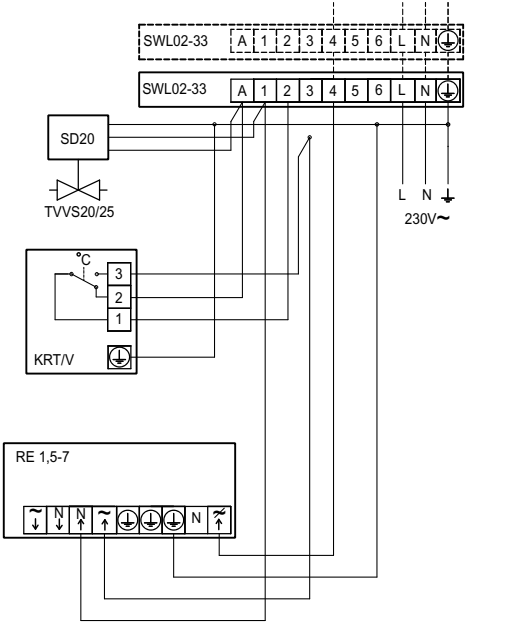 SWL02-33 A 1 2 3 4 5 6 L N
SWL02-33 A 1 2 3 4 5 6 L N
SD20
TVVS20/25
L N
230V~
°C
3
2
1
KRT/V
RE 1,5-7
~ N N ~ N ≁